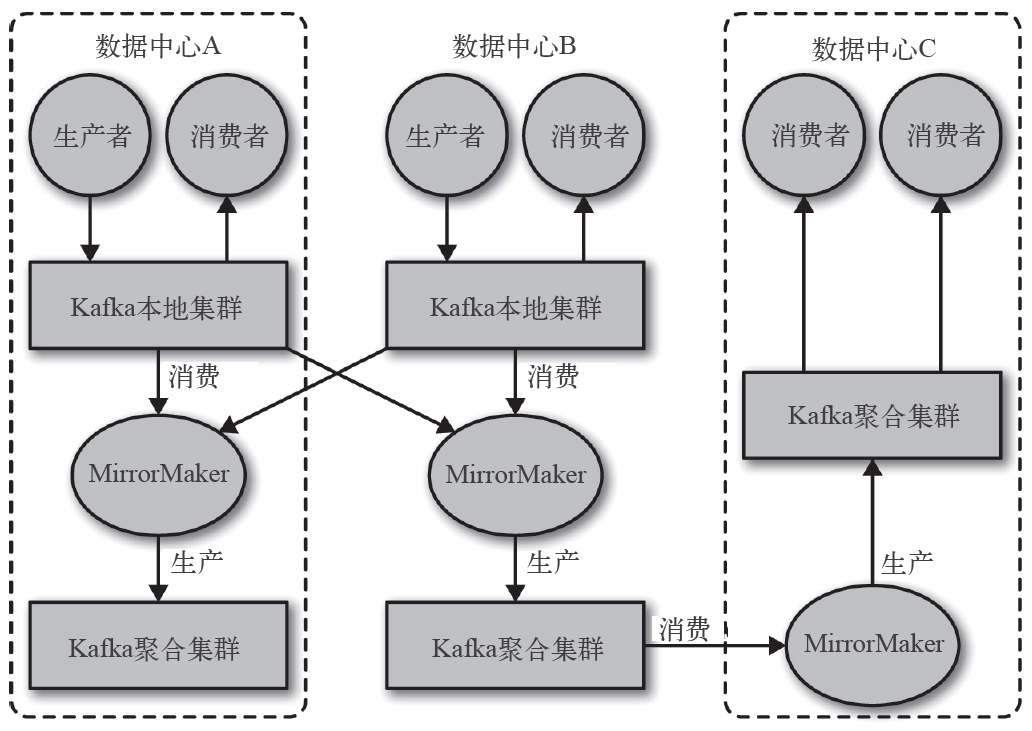 数据中心A
数据中心B
数据中心C
生产者
消费者
生产者
消费者
消费者
消费者
Kafka本地集群
Kafka本地集群
消费
消费
Kafka聚合集群
MirrorMaker
MirrorMaker
生产
生产
生产
Kafka聚合集群
Kafka聚合集群
消费
MirrorMaker